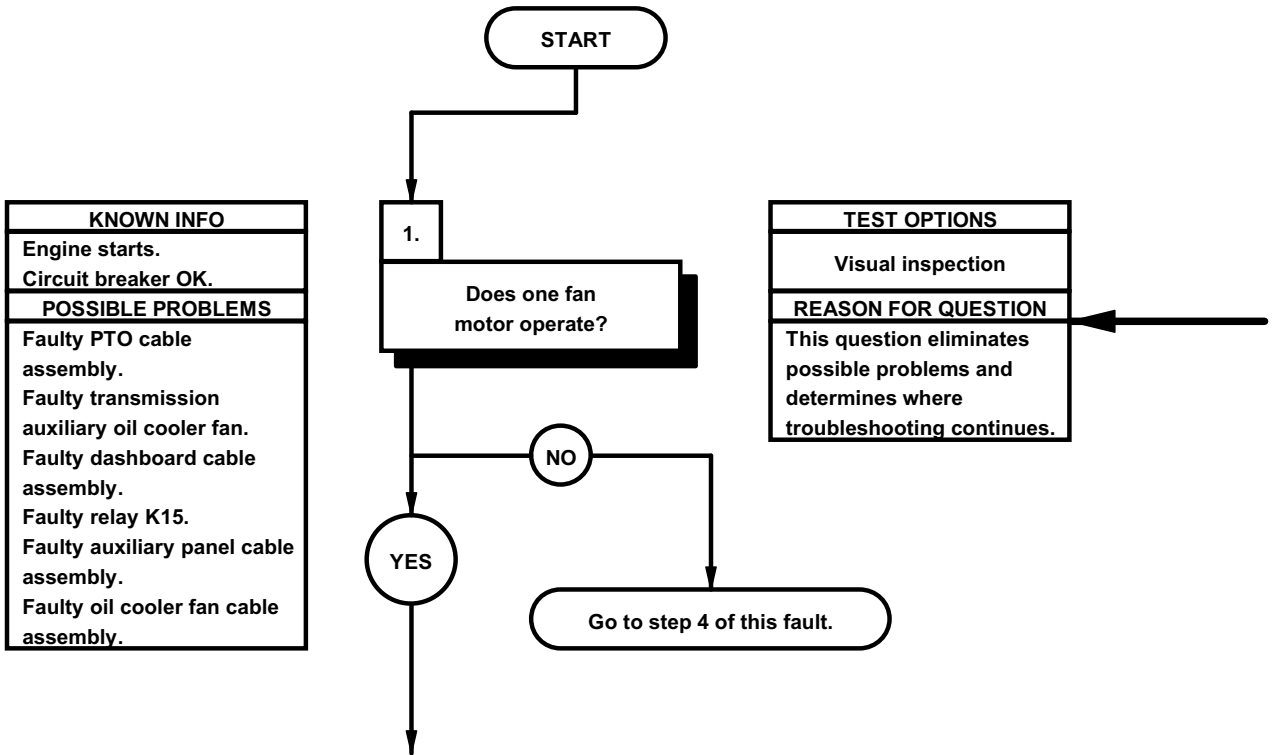 START
KNOWN INFO
Engine starts.
Circuit breaker OK.
POSSIBLE PROBLEMS
Faulty PTO cable
assembly.
Faulty transmission
auxiliary oil cooler fan.
Faulty dashboard cable
assembly.
Faulty relay K15.
Faulty auxiliary panel cable
assembly.
Faulty oil cooler fan cable
assembly.
1.
Does one fan
motor operate?
TEST OPTIONS
Visual inspection
REASON FOR QUESTION
This question eliminates
possible problems and
determines where
troubleshooting continues.
NO
YES
Go to step 4 of this fault.